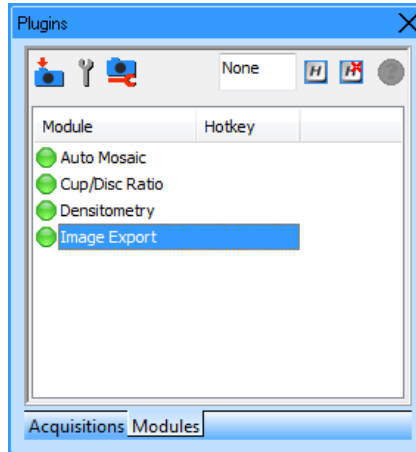 Plugins
None H H
Module Hotkey
Auto Mosaic
Cup/Disc Ratio
Densitometry
Image Export
Acquisitions Modules